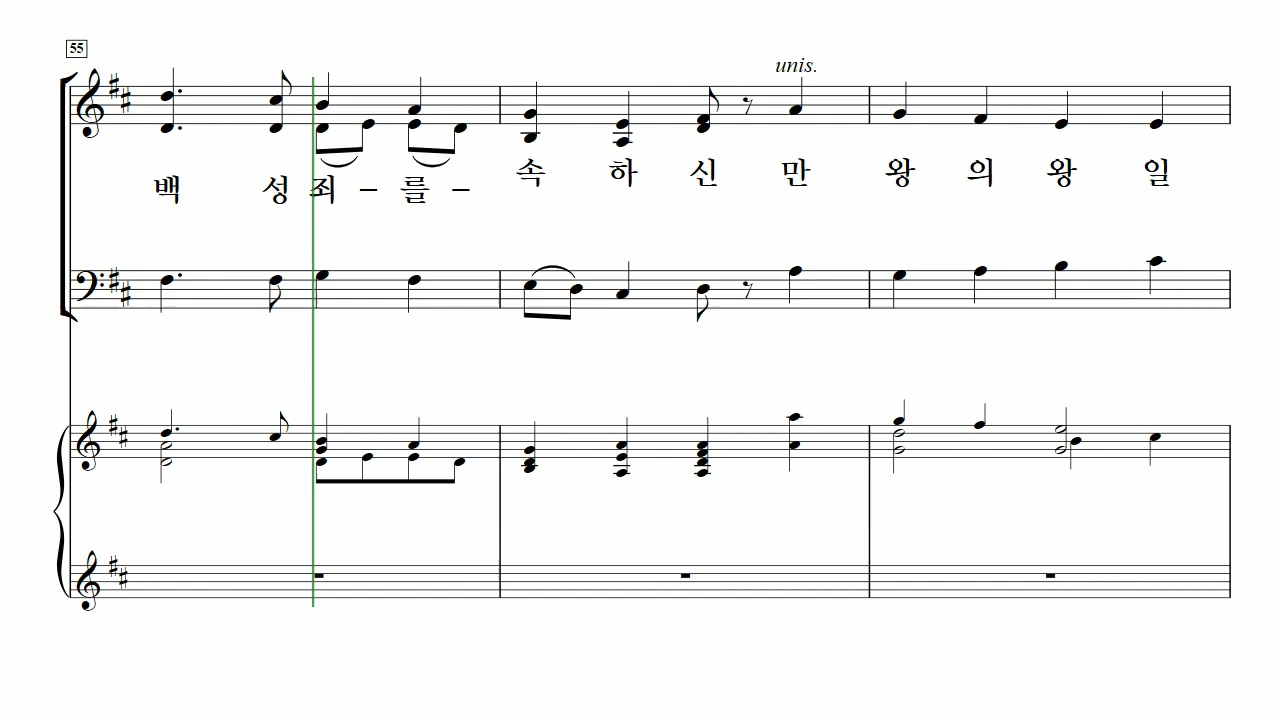 55
unis.
백 성 죄 – 를 – 속 하 신 만 왕 의 왕 일